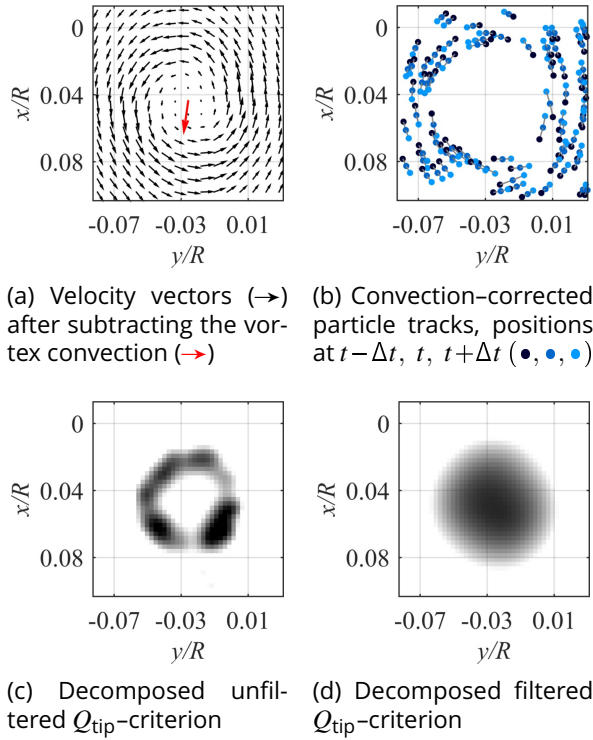 0
0.04
0.08
x/R
-0.07 -0.03 0.01
y/R
0
0.04
0.08
x/R
-0.07 -0.03 0.01
y/R
(a) Velocity vectors (→)
after subtracting the vor-
tex convection (→)
(b) Convection–corrected
particle tracks, positions
at t−Δt, t, t+Δt (●, ●, ●)
0
0.04
0.08
x/R
-0.07 -0.03 0.01
y/R
0
0.04
0.08
x/R
-0.07 -0.03 0.01
y/R
(c) Decomposed unfil-
tered Qtip–criterion
(d) Decomposed filtered
Qtip–criterion